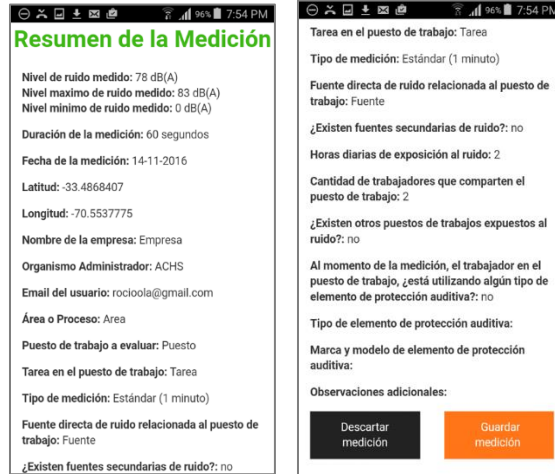 96% 7:54 PM
Resumen de la Medición
Nivel de ruido medido: 78 dB(A)
Nivel maximo de ruido medido: 83 dB(A)
Nivel minimo de ruido medido: 0 dB(A)
Duración de la medición: 60 segundos
Fecha de la medición: 14-11-2016
Latitud: -33.4868407
Longitud: -70.5537775
Nombre de la empresa: Empresa
Organismo Administrador: ACHS
Email del usuario: rocioola@gmail.com
Área o Proceso: Area
Puesto de trabajo a evaluar: Puesto
Tarea en el puesto de trabajo: Tarea
Tipo de medición: Estándar (1 minuto)
Fuente directa de ruido relacionada al puesto de
trabajo: Fuente
¿Existen fuentes secundarias de ruido?: no
96% 7:54 PM
Tarea en el puesto de trabajo: Tarea
Tipo de medición: Estándar (1 minuto)
Fuente directa de ruido relacionada al puesto de
trabajo: Fuente
¿Existen fuentes secundarias de ruido?: no
Horas diarias de exposición al ruido: 2
Cantidad de trabajadores que comparten el
puesto de trabajo: 2
¿Existen otros puestos de trabajos expuestos al
ruido?: no
Al momento de la medición, el trabajador en el
puesto de trabajo, ¿está utilizando algún tipo de
elemento de protección auditiva?: no
Tipo de elemento de protección auditiva:
Marca y modelo de elemento de protección
auditiva:
Observaciones adicionales:
Descartar
medición
Guardar
medición